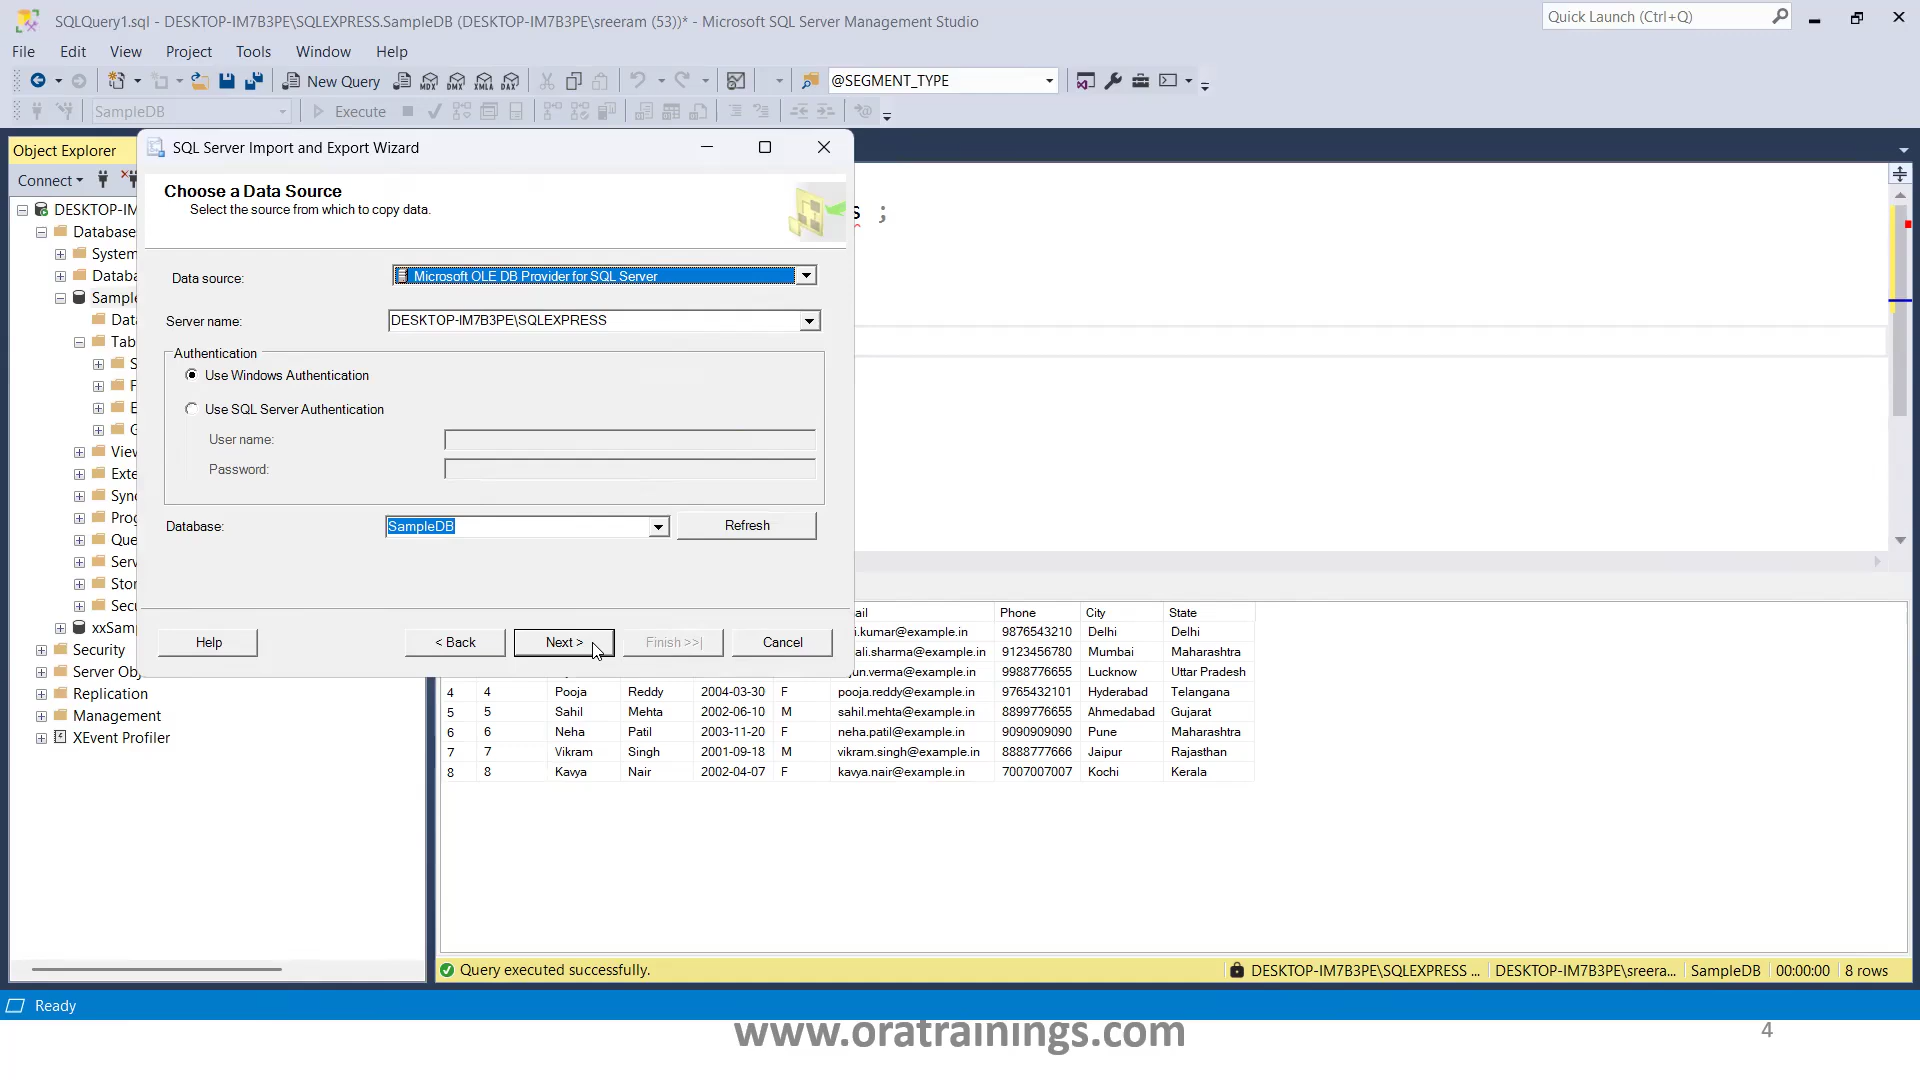 SQLQuery1.sql - DESKTOP-IM7B3PE\SQLEXPRESS.SampleDB (DESKTOP-IM7B3PE\sreeram (53))* - Microsoft SQL Server Management Studio
Quick Launch (Ctrl+Q)
File Edit View Project Tools Window Help
New Query MDX DMX XMLA DAX @SEGMENT_TYPE
SampleDB Execute
Object Explorer
SQL Server Import and Export Wizard
Connect
Choose a Data Source
Select the source from which to copy data.
DESKTOP-IM
s ;
Database
System
Databa
Sample
Data
Tab
S
F
E
G
View
Exte
Sync
Prog
Que
Serv
Stor
Secu
xxSamp
Security
Server Obj
Replication
Management
XEvent Profiler
Data source: Microsoft OLE DB Provider for SQL Server
Server name: DESKTOP-IM7B3PE\SQLEXPRESS
Authentication
Use Windows Authentication
Use SQL Server Authentication
User name:
Password:
Database: SampleDB Refresh
Help < Back Next > Finish >>| Cancel
ail Phone City State
i.kumar@example.in 9876543210 Delhi Delhi
ali.sharma@example.in 9123456780 Mumbai Maharashtra
jun.verma@example.in 9988776655 Lucknow Uttar Pradesh
4 4 Pooja Reddy 2004-03-30 F pooja.reddy@example.in 9765432101 Hyderabad Telangana
5 5 Sahil Mehta 2002-06-10 M sahil.mehta@example.in 8899776655 Ahmedabad Gujarat
6 6 Neha Patil 2003-11-20 F neha.patil@example.in 9090909090 Pune Maharashtra
7 7 Vikram Singh 2001-09-18 M vikram.singh@example.in 8888777666 Jaipur Rajasthan
8 8 Kavya Nair 2002-04-07 F kavya.nair@example.in 7007007007 Kochi Kerala
Query executed successfully. DESKTOP-IM7B3PE\SQLEXPRESS ... DESKTOP-IM7B3PE\sreera... SampleDB 00:00:00 8 rows
Ready
www.oratrainings.com
4